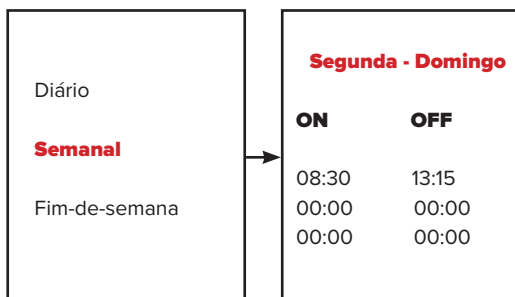 Diário
Semanal
Fim-de-semana
Segunda - Domingo
ON OFF
08:30 13:15
00:00 00:00
00:00 00:00